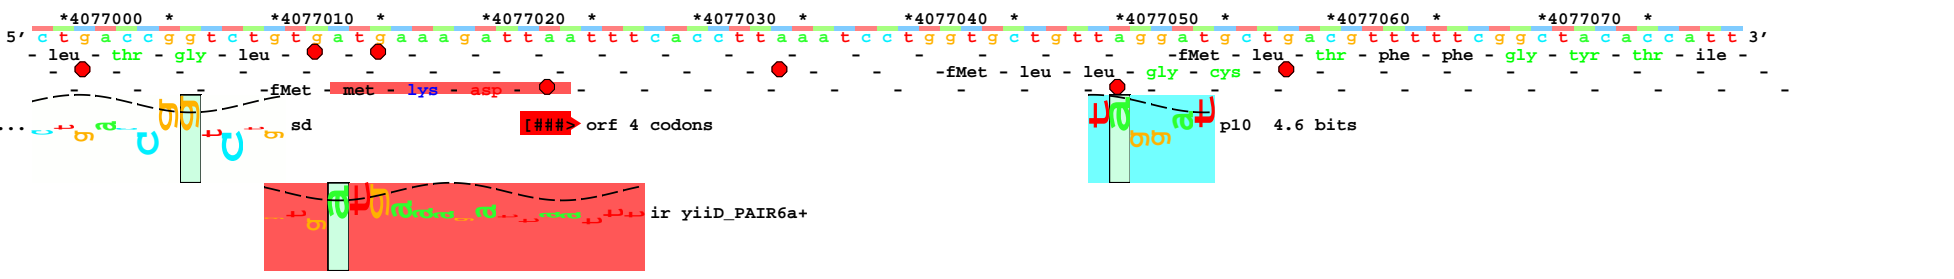 *4077000 * *4077010 * *4077020 * *4077030 * *4077040 * *4077050 * *4077060 * *4077070 *
5' c t g a c c g g t c t g t g a t g a a a g a t t a a t t t c a c c t t a a a t c c t g g t g c t g t t a g g a t g c t g a c g t t t t t c g g c t a c a c c a t t 3'
- leu - thr - gly - leu - - - - - - - - - - - - - -fMet - leu - thr - phe - phe - gly - tyr - thr - ile -
- - - - - - - - - - - - - -fMet - leu - leu - gly - cys - - - - - - - - -
- - - -fMet - met - lys - asp - - - - - - - - - - - - - - - - - - - -
... c t g a c c g g t c t g sd
[###> orf 4 codons
t a g g a t p10 4.6 bits
t g a t g a a a g a t t a a t t t ir yiiD_PAIR6a+